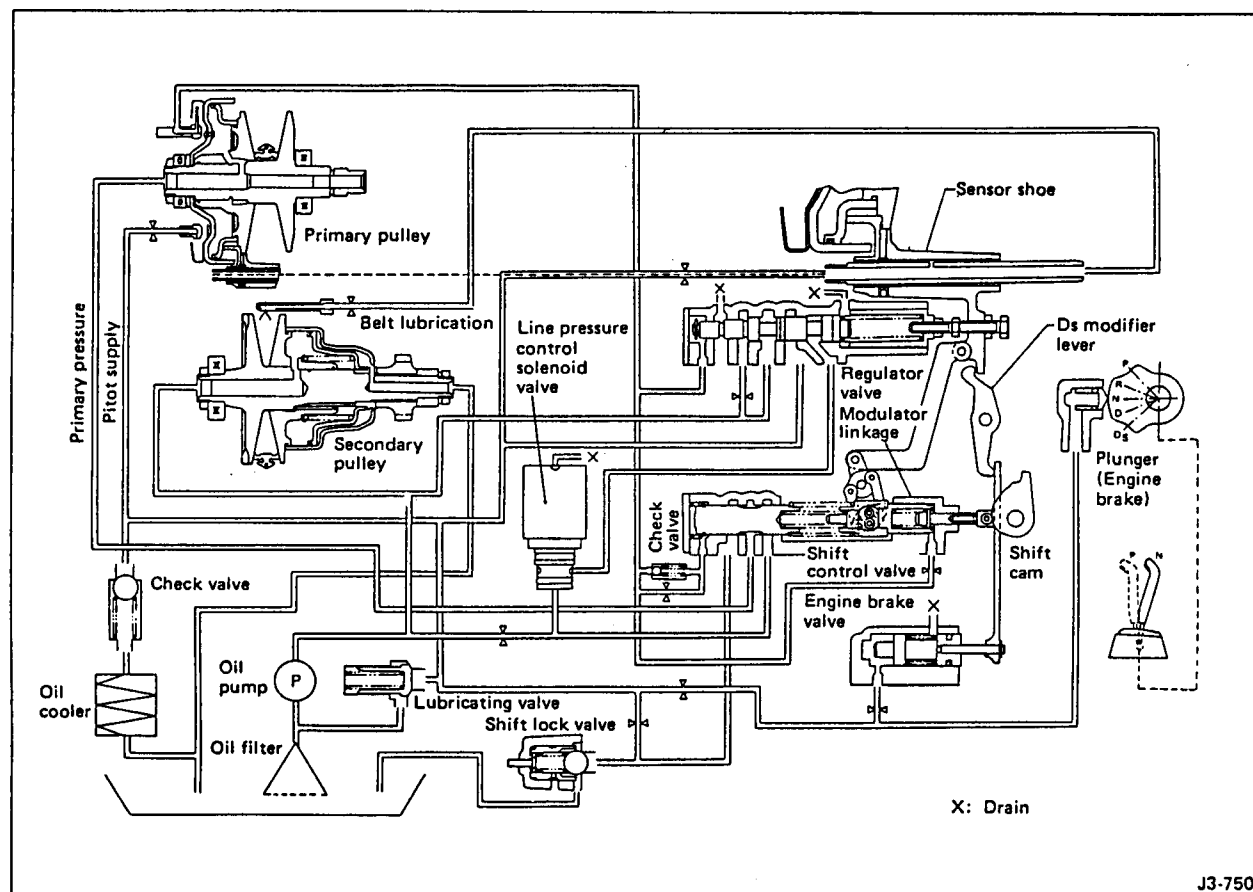 Primary pulley
Sensor shoe
Primary pressure
Pitot supply
Belt lubrication
Line pressure
control
solenoid
valve
Ds modifier
lever
Regulator
valve
Modulator
linkage
P
R
N
D
Ds
Plunger
(Engine
brake)
Secondary
pulley
X
X
X
Check
valve
Shift
control valve
Shift
cam
Check valve
Engine brake
valve
X
P
N
Oil
pump
P
Oil
cooler
Lubricating valve
Shift lock valve
Oil filter
X: Drain
J3-750